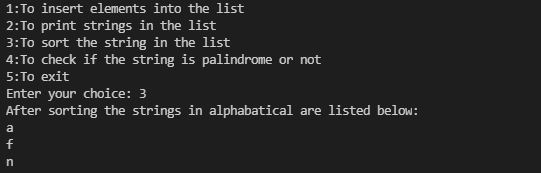 1:To insert elements into the list
2:To print strings in the list
3:To sort the string in the list
4:To check if the string is palindrome or not
5:To exit
Enter your choice: 3
After sorting the strings in alphabatical are listed below:
a
f
n